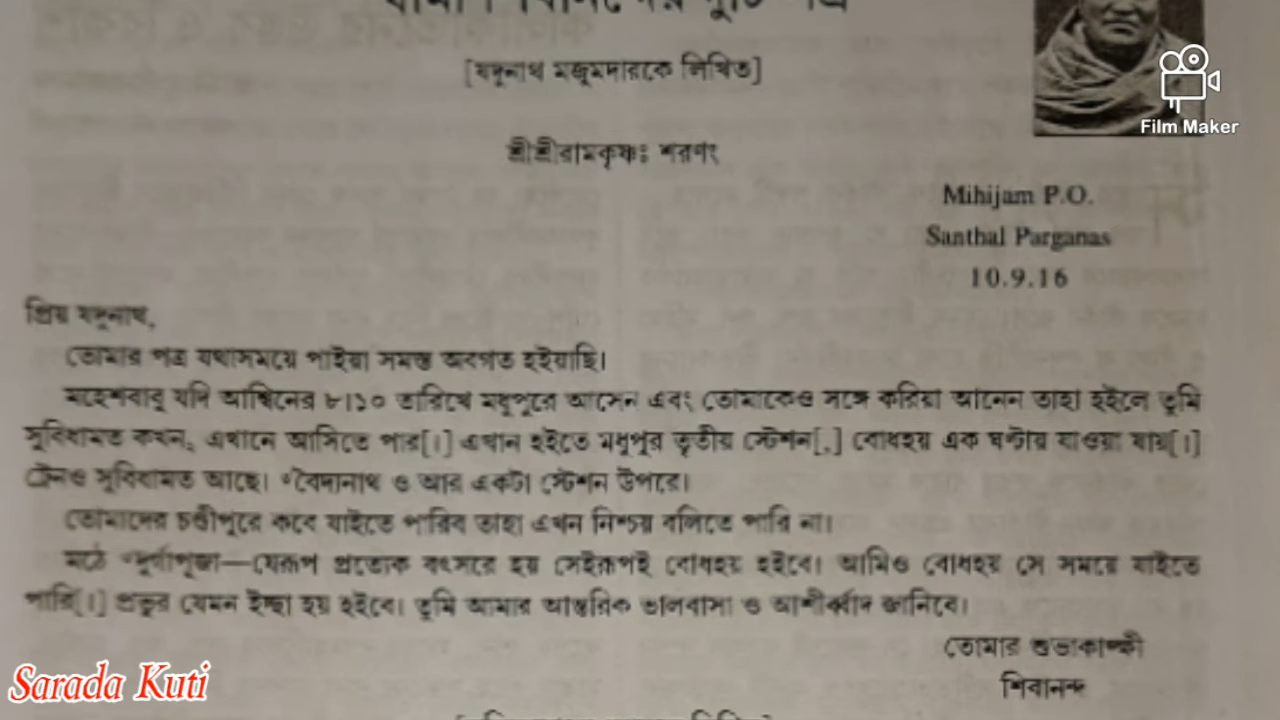 [যদুনাথ মজুমদারকে লিখিত]
Film Maker
শ্রীশ্রীরামকৃষ্ণঃ শরণং
Mihijam P.O.
Santhal Parganas
10.9.16
প্রিয় যদুনাথ,
তোমার পত্র যথাসময়ে পাইয়া সমস্ত অবগত হইয়াছি।
মহেশবাবু যদি আশ্বিনের ৮।১০ তারিখে মধুপুরে আসেন এবং তোমাকেও সঙ্গে করিয়া আনেন তাহা হইলে তুমি
সুবিধামত কখন, এখানে আসিতে পার[।] এখান হইতে মধুপুর তৃতীয় স্টেশন[,] বোধহয় এক ঘণ্টায় যাওয়া যায়[।]
ট্রেনও সুবিধামত আছে। ৺বৈদ্যনাথ ও আর একটা স্টেশন উপরে।
তোমাদের চণ্ডীপুরে কবে যাইতে পারিব তাহা এখন নিশ্চয় বলিতে পারি না।
মঠে ৺দুর্গাপূজা—যেরূপ প্রত্যেক বৎসরে হয় সেইরূপই বোধহয় হইবে। আমিও বোধহয় সে সময়ে যাইতে
পারি[।] প্রভুর যেমন ইচ্ছা হয় হইবে। তুমি আমার আন্তরিক ভালবাসা ও আশীর্ব্বাদ জানিবে।
তোমার শুভাকাঙ্ক্ষী
শিবানন্দ
Sarada Kuti